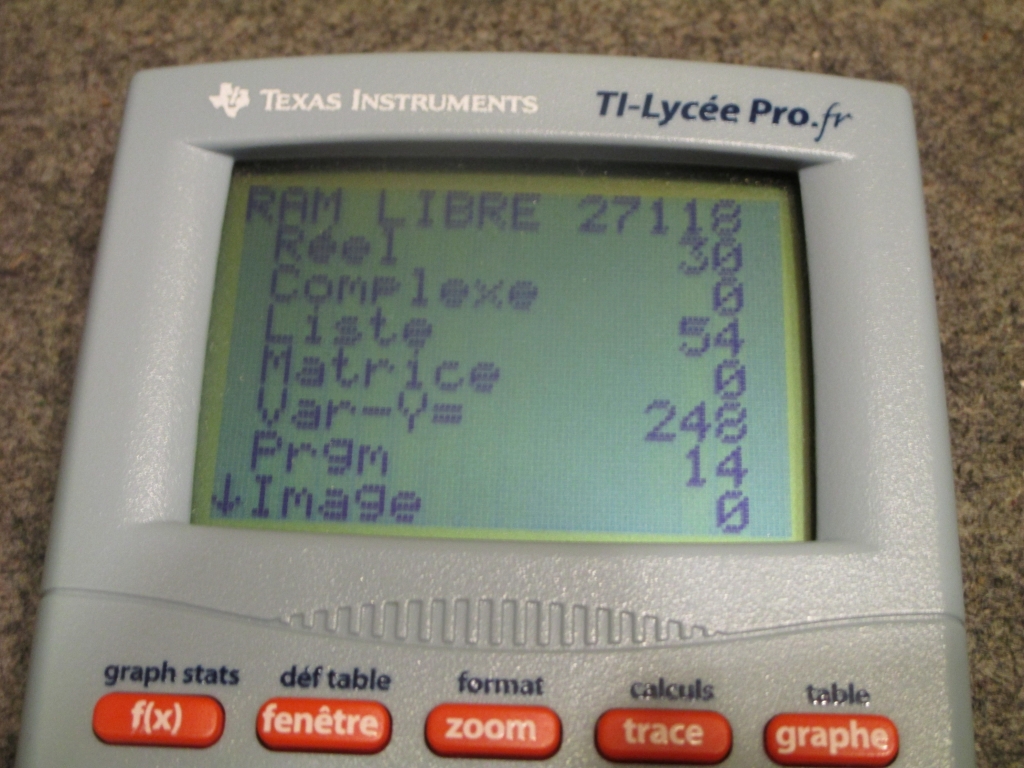 TEXAS INSTRUMENTS TI-Lycée Pro.fr
RAM LIBRE 27118
Réel 30
Complexe 0
Liste 54
Matrice 0
Var-Y= 248
Prgm 14
↓Image 0
graph stats déf table format calculs table
f(x) fenêtre zoom trace graphe